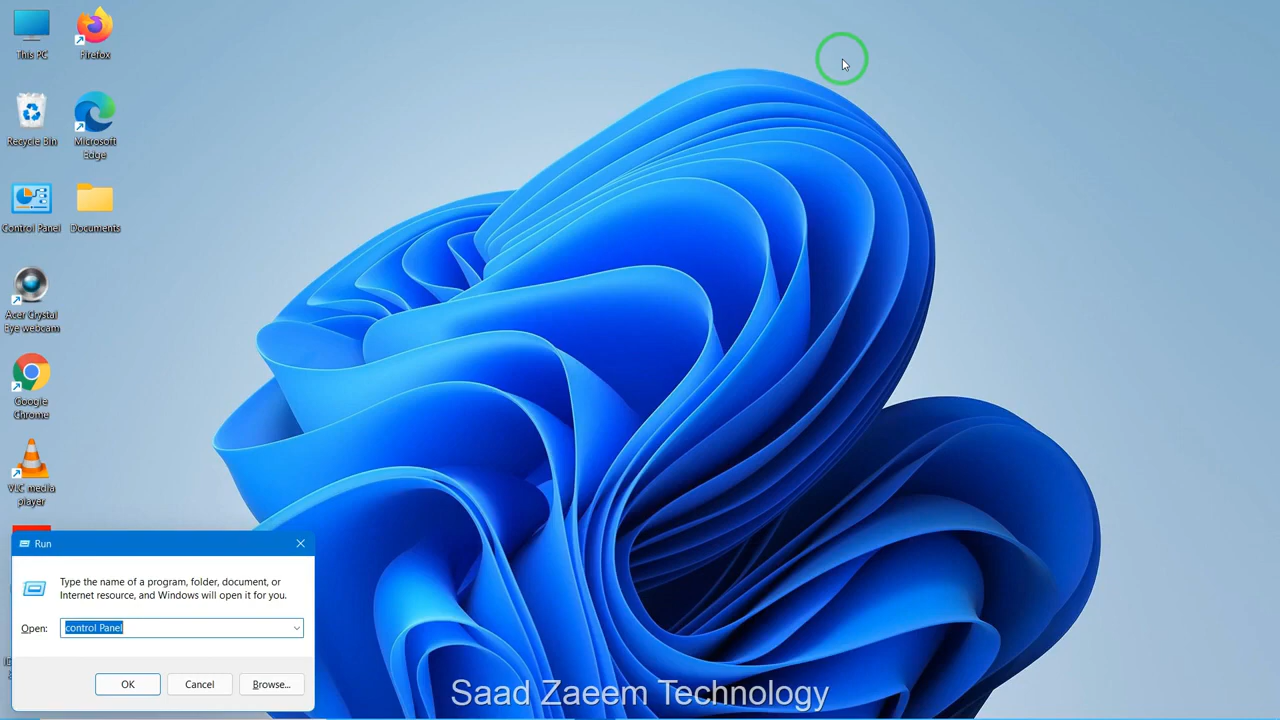 This PC
Firefox
Recycle Bin
Microsoft
Edge
Control Panel
Documents
Acer Crystal
Eye webcam
Google
Chrome
VLC media
player
Run
Type the name of a program, folder, document, or
Internet resource, and Windows will open it for you.
Open: control Panel
OK Cancel Browse...
Saad Zaeem Technology